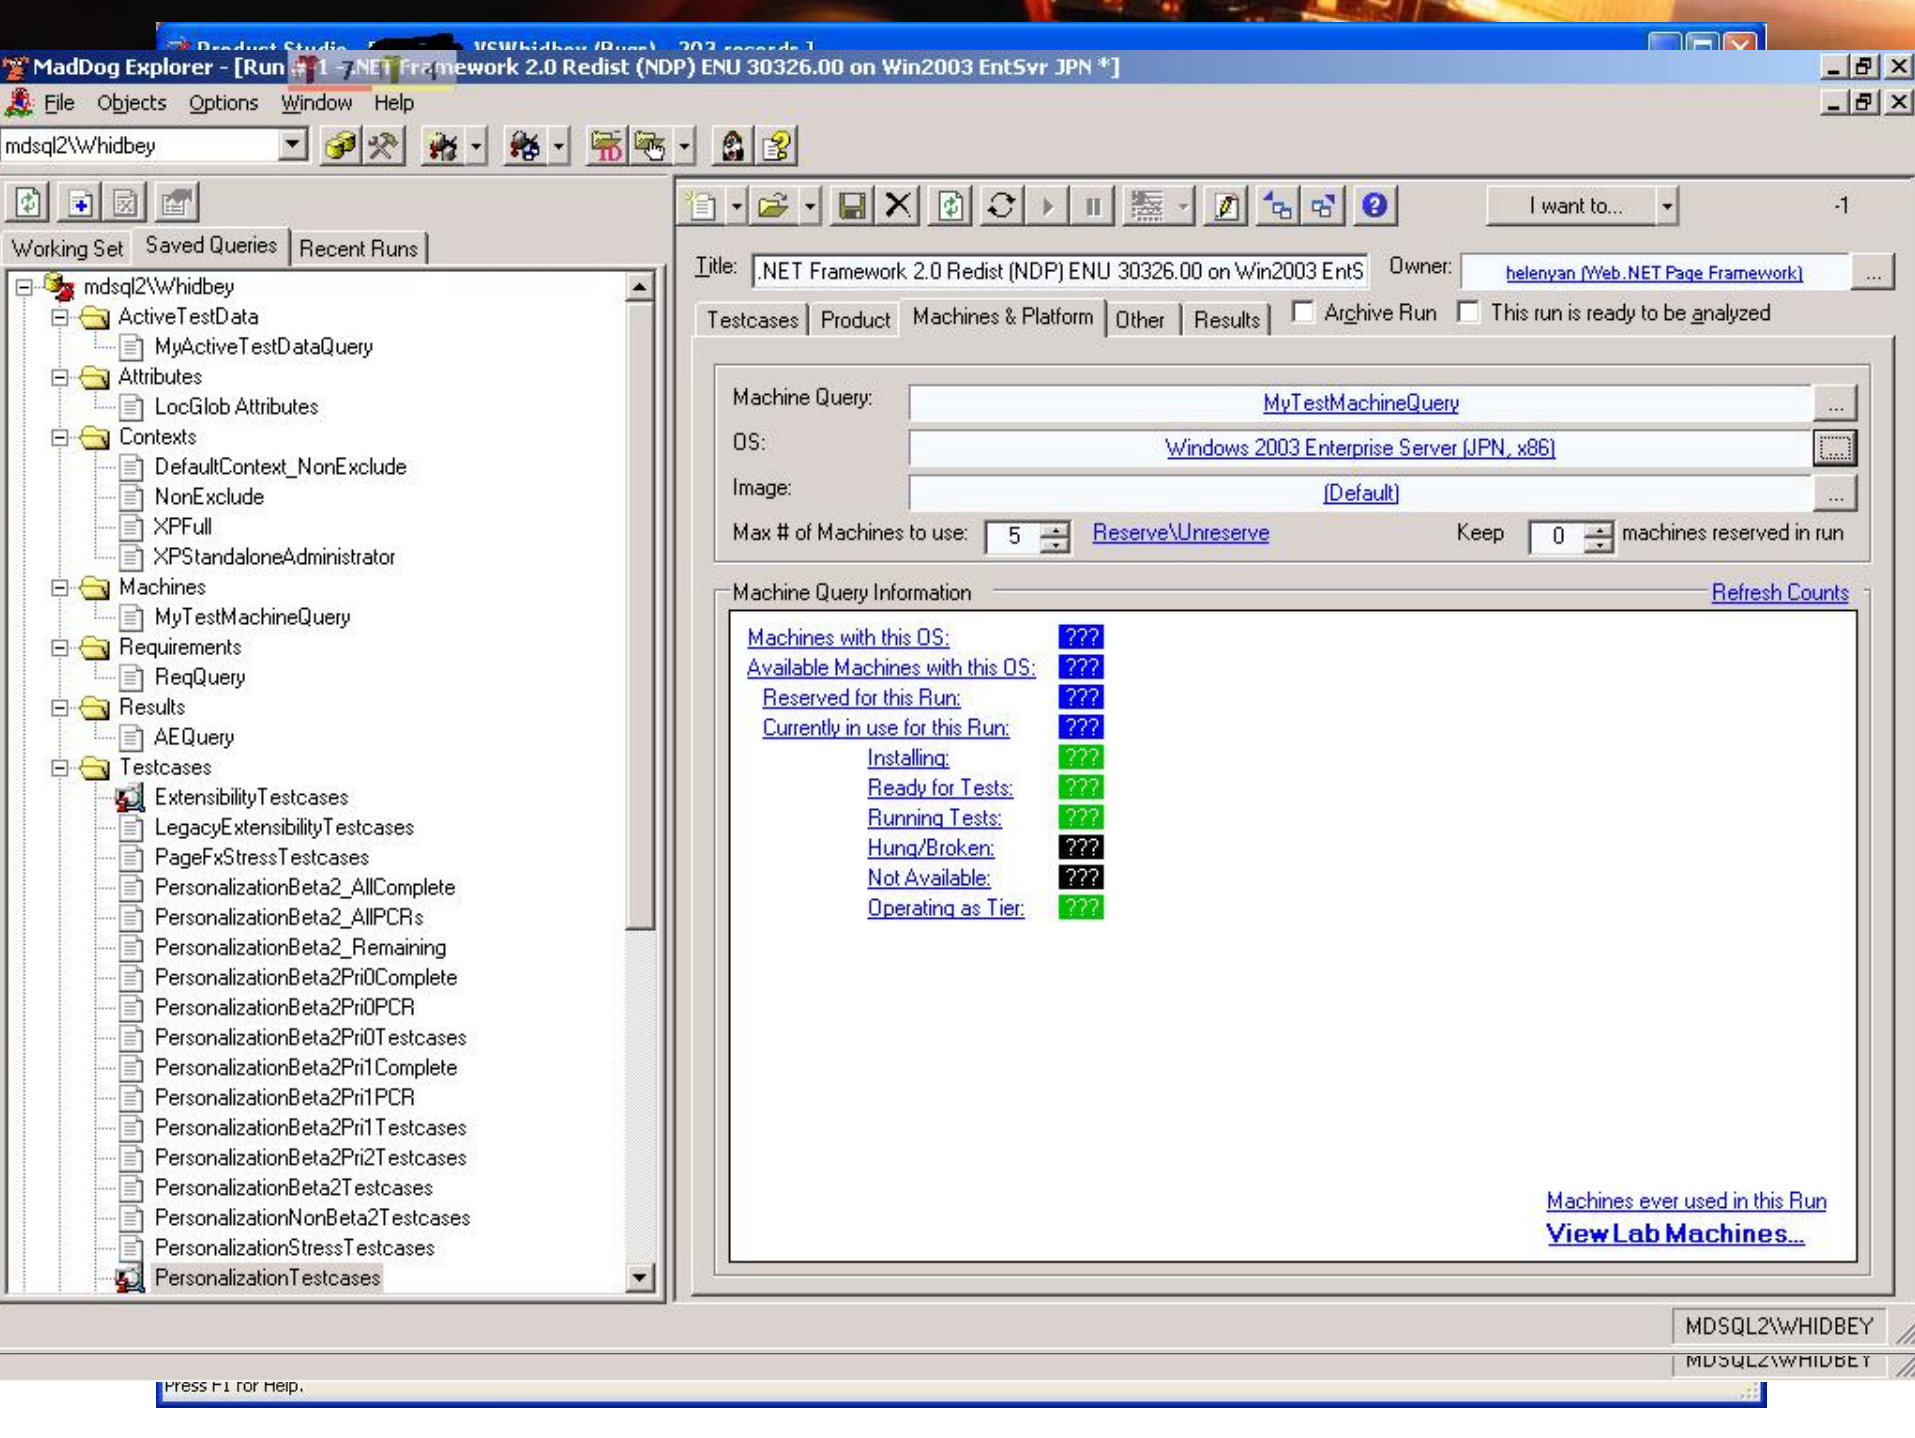 VSWhidbey (Bugs) - 203 records ]
MadDog Explorer - [Run #-1 - .NET Framework 2.0 Redist (NDP) ENU 30326.00 on Win2003 EntSvr JPN *]
File Objects Options Window Help
mdsql2\Whidbey
I want to...
-1
Working Set
Saved Queries
Recent Runs
mdsql2\Whidbey
ActiveTestData
MyActiveTestDataQuery
Attributes
LocGlob Attributes
Contexts
DefaultContext_NonExclude
NonExclude
XPFull
XPStandaloneAdministrator
Machines
MyTestMachineQuery
Requirements
ReqQuery
Results
AEQuery
Testcases
ExtensibilityTestcases
LegacyExtensibilityTestcases
PageFxStressTestcases
PersonalizationBeta2_AllComplete
PersonalizationBeta2_AllPCRs
PersonalizationBeta2_Remaining
PersonalizationBeta2Pri0Complete
PersonalizationBeta2Pri0PCR
PersonalizationBeta2Pri0Testcases
PersonalizationBeta2Pri1Complete
PersonalizationBeta2Pri1PCR
PersonalizationBeta2Pri1Testcases
PersonalizationBeta2Pri2Testcases
PersonalizationBeta2Testcases
PersonalizationNonBeta2Testcases
PersonalizationStressTestcases
PersonalizationTestcases
Title: .NET Framework 2.0 Redist (NDP) ENU 30326.00 on Win2003 EntS
Owner: helenyan (Web.NET Page Framework) ...
Testcases Product Machines & Platform Other Results
Archive Run
This run is ready to be analyzed
Machine Query: MyTestMachineQuery ...
OS: Windows 2003 Enterprise Server (JPN, x86) ...
Image: (Default) ...
Max # of Machines to use: 5 Reserve\Unreserve Keep 0 machines reserved in run
Machine Query Information Refresh Counts
Machines with this OS: ???
Available Machines with this OS: ???
Reserved for this Run: ???
Currently in use for this Run: ???
Installing: ???
Ready for Tests: ???
Running Tests: ???
Hung/Broken: ???
Not Available: ???
Operating as Tier: ???
Machines ever used in this Run
View Lab Machines...
MDSQL2\WHIDBEY
MDSQL2\WHIDBEY
Press F1 for Help.